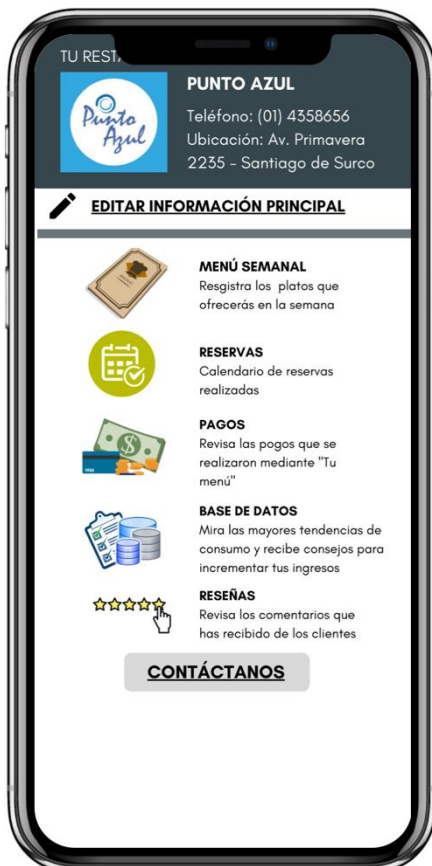 TU REST
PUNTO AZUL
Punto
Azul
Teléfono: (01) 4358656
Ubicación: Av. Primavera
2235 - Santiago de Surco
EDITAR INFORMACIÓN PRINCIPAL
MENÚ SEMANAL
Resgistra los platos que
ofrecerás en la semana
RESERVAS
Calendario de reservas
realizadas
PAGOS
Revisa las pogos que se
realizaron mediante "Tu
menú"
VISA
BASE DE DATOS
Mira las mayores tendencias de
consumo y recibe consejos para
incrementar tus ingresos
RESEÑAS
Revisa los comentarios que
has recibido de los clientes
CONTÁCTANOS